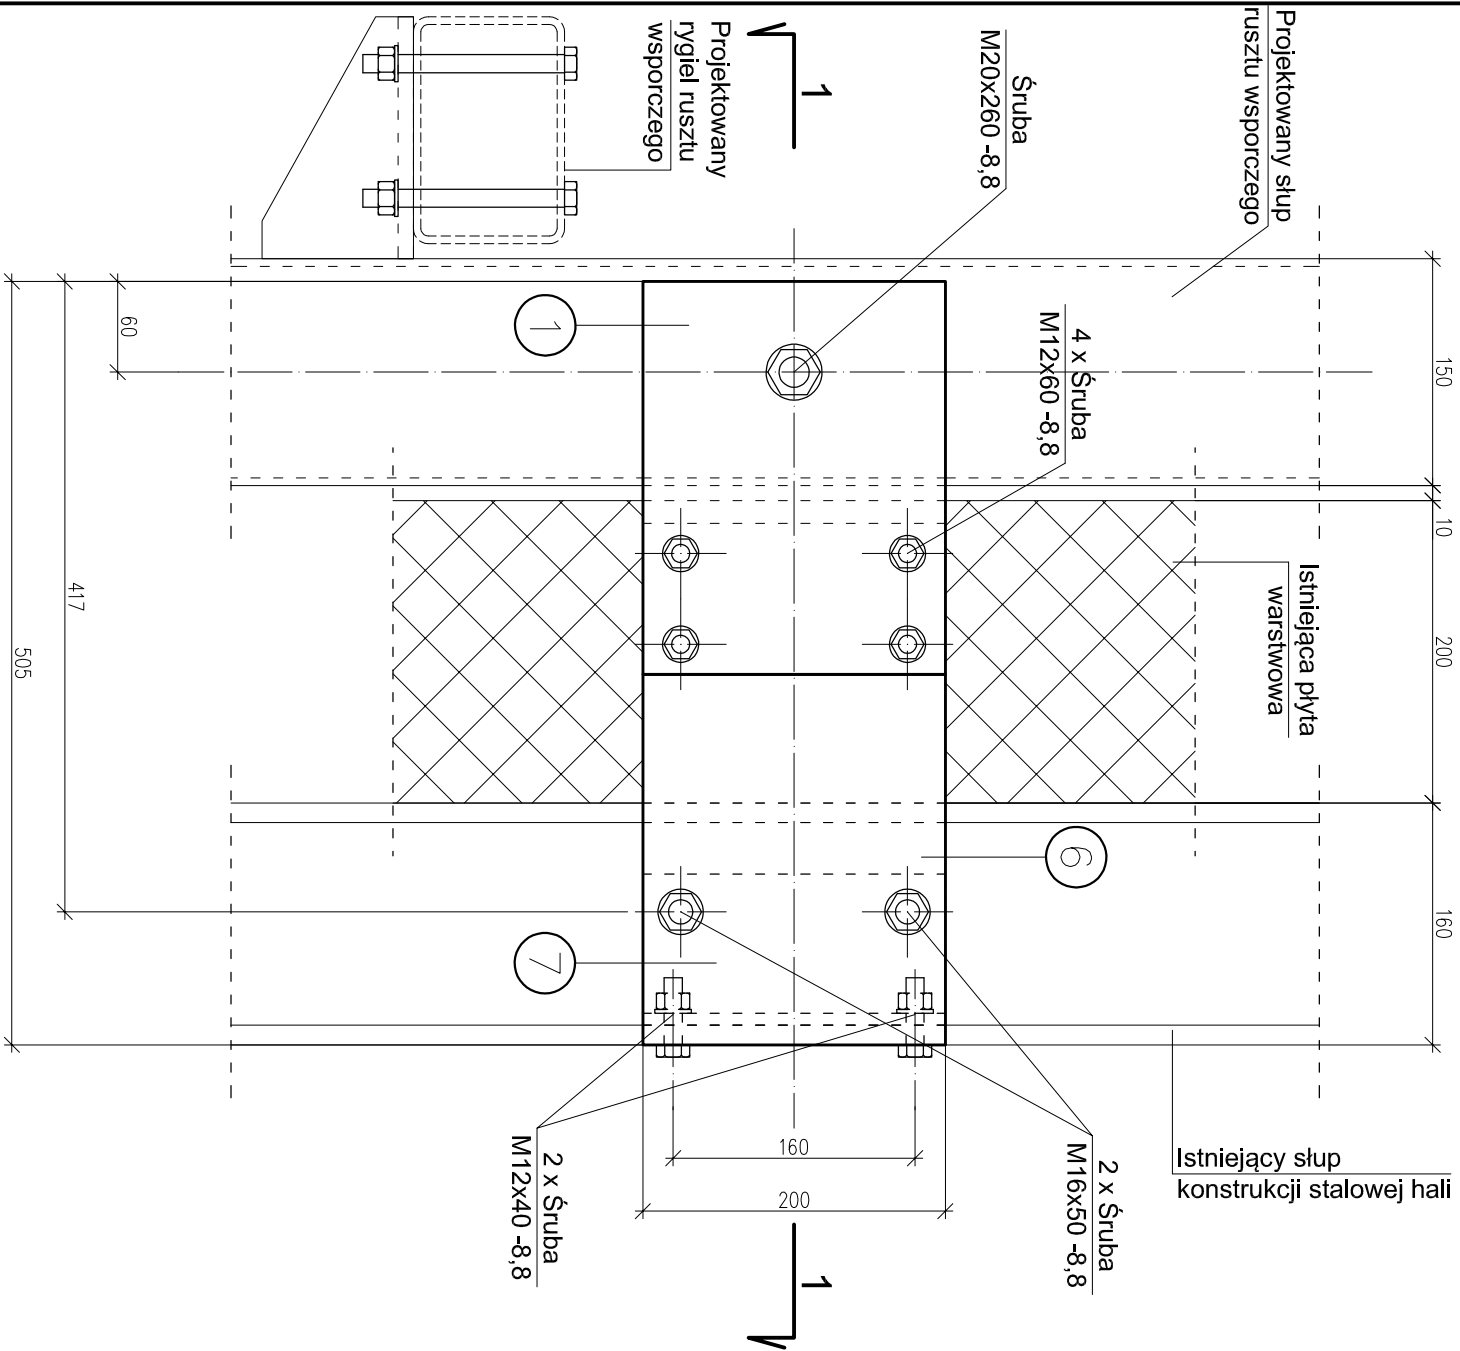 Projektowany słup
rusztu wsporczego
Śruba
M20x260 -8,8
Projektowany
rygiel rusztu
wsporczego
1
4 x Śruba
M12x60 -8,8
Istniejąca płyta
warstwowa
1
6
7
150
10
200
160
60
417
505
160
200
Istniejący słup
konstrukcji stalowej hali
2 x Śruba
M16x50 -8,8
2 x Śruba
M12x40 -8,8
1